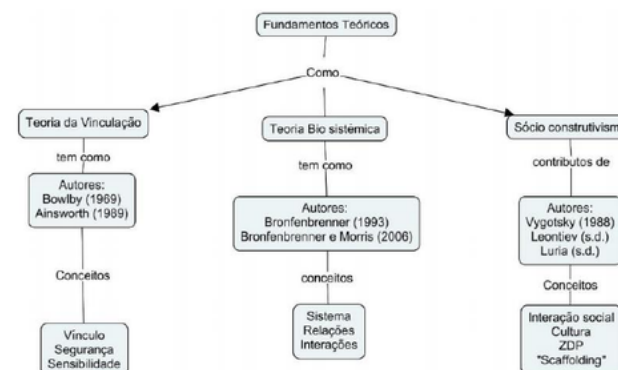 Fundamentos Teóricos
Como
Teoria da Vinculação
tem como
Autores:
Bowlby (1969)
Ainsworth (1989)
Conceitos
Vinculo
Segurança
Sensibilidade
Teoria Bio sistémica
tem como
Autores:
Bronfenbrenner (1993)
Bronfenbrenner e Morris (2006)
conceitos
Sistema
Relações
Interações
Sócio construtivism
contributos de
Autores:
Vygotsky (1988)
Leontiev (s.d.)
Luria (s.d.)
Conceitos
Interação social
Cultura
ZDP
"Scaffolding"